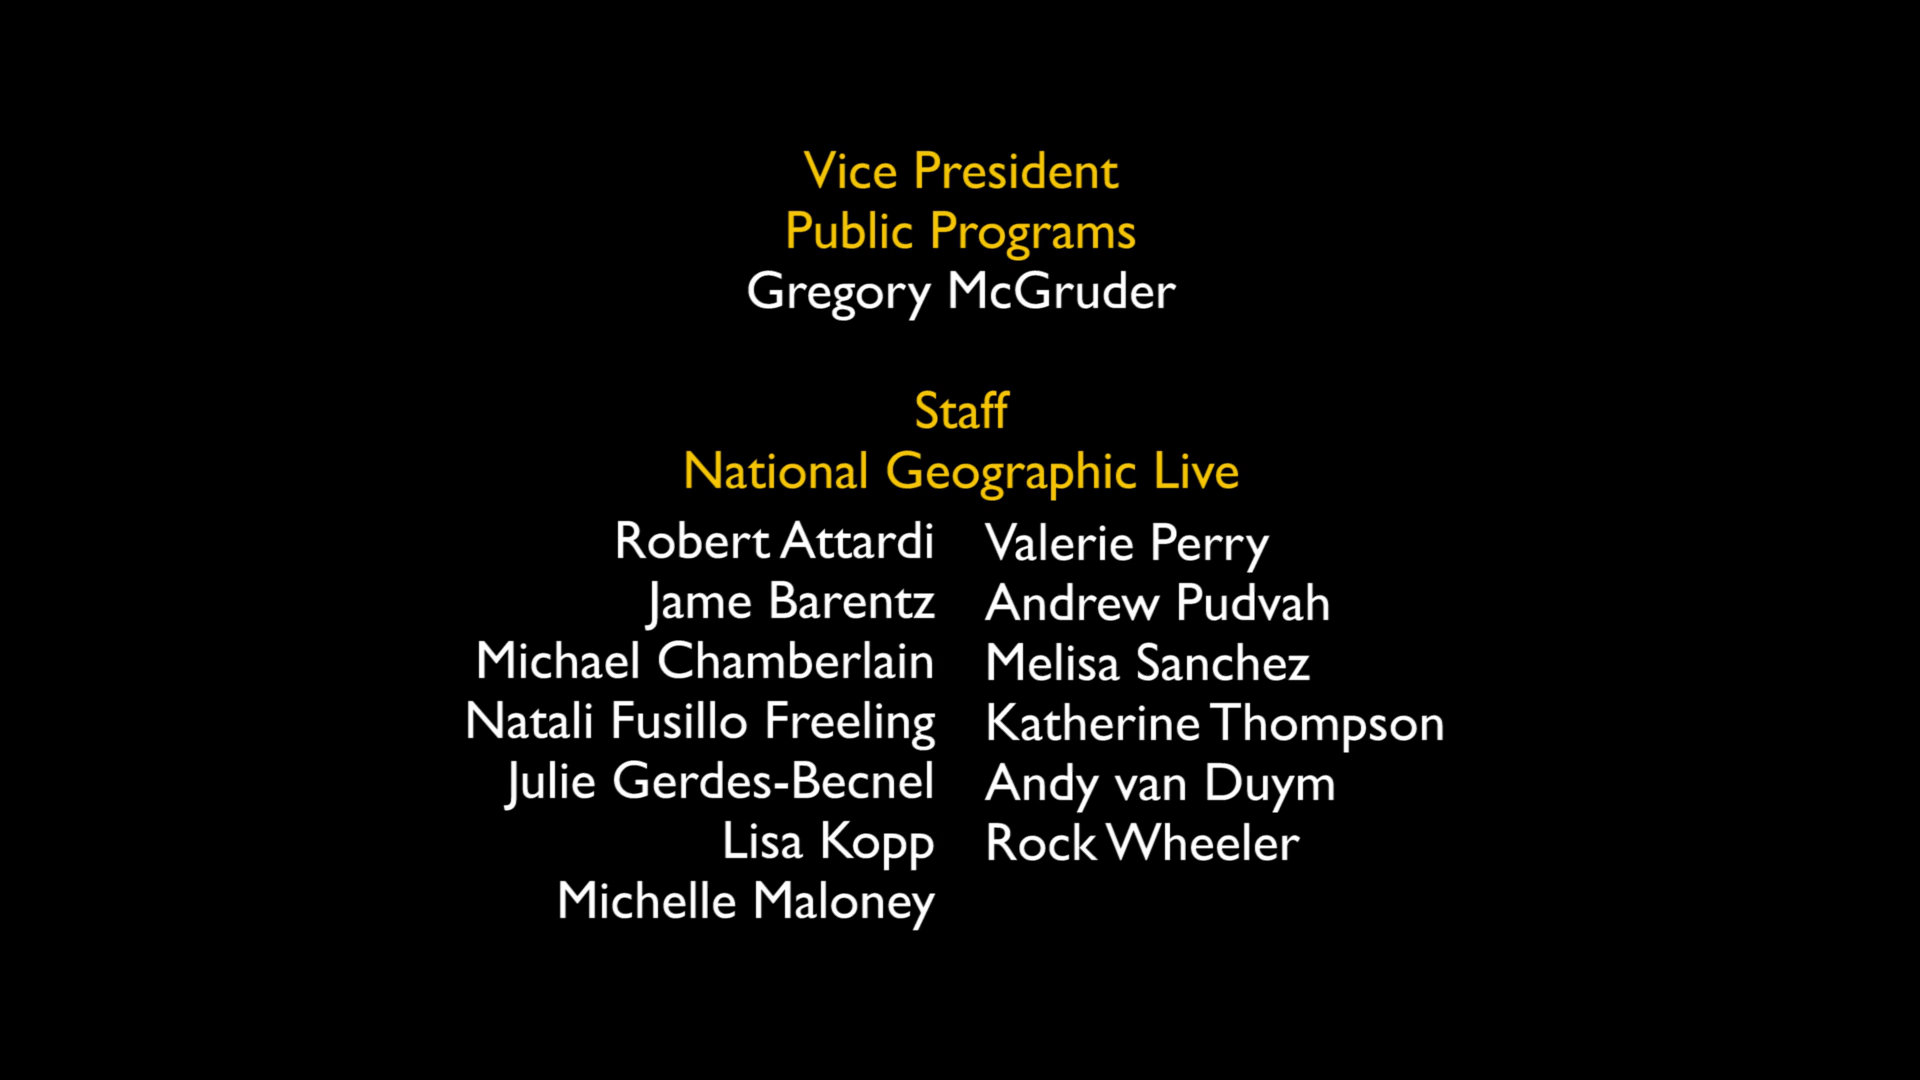 Vice President
Public Programs
Gregory McGruder
Staff
National Geographic Live
Robert Attardi
Jame Barentz
Michael Chamberlain
Natali Fusillo Freeling
Julie Gerdes-Becnel
Lisa Kopp
Michelle Maloney
Valerie Perry
Andrew Pudvah
Melisa Sanchez
Katherine Thompson
Andy van Duym
Rock Wheeler